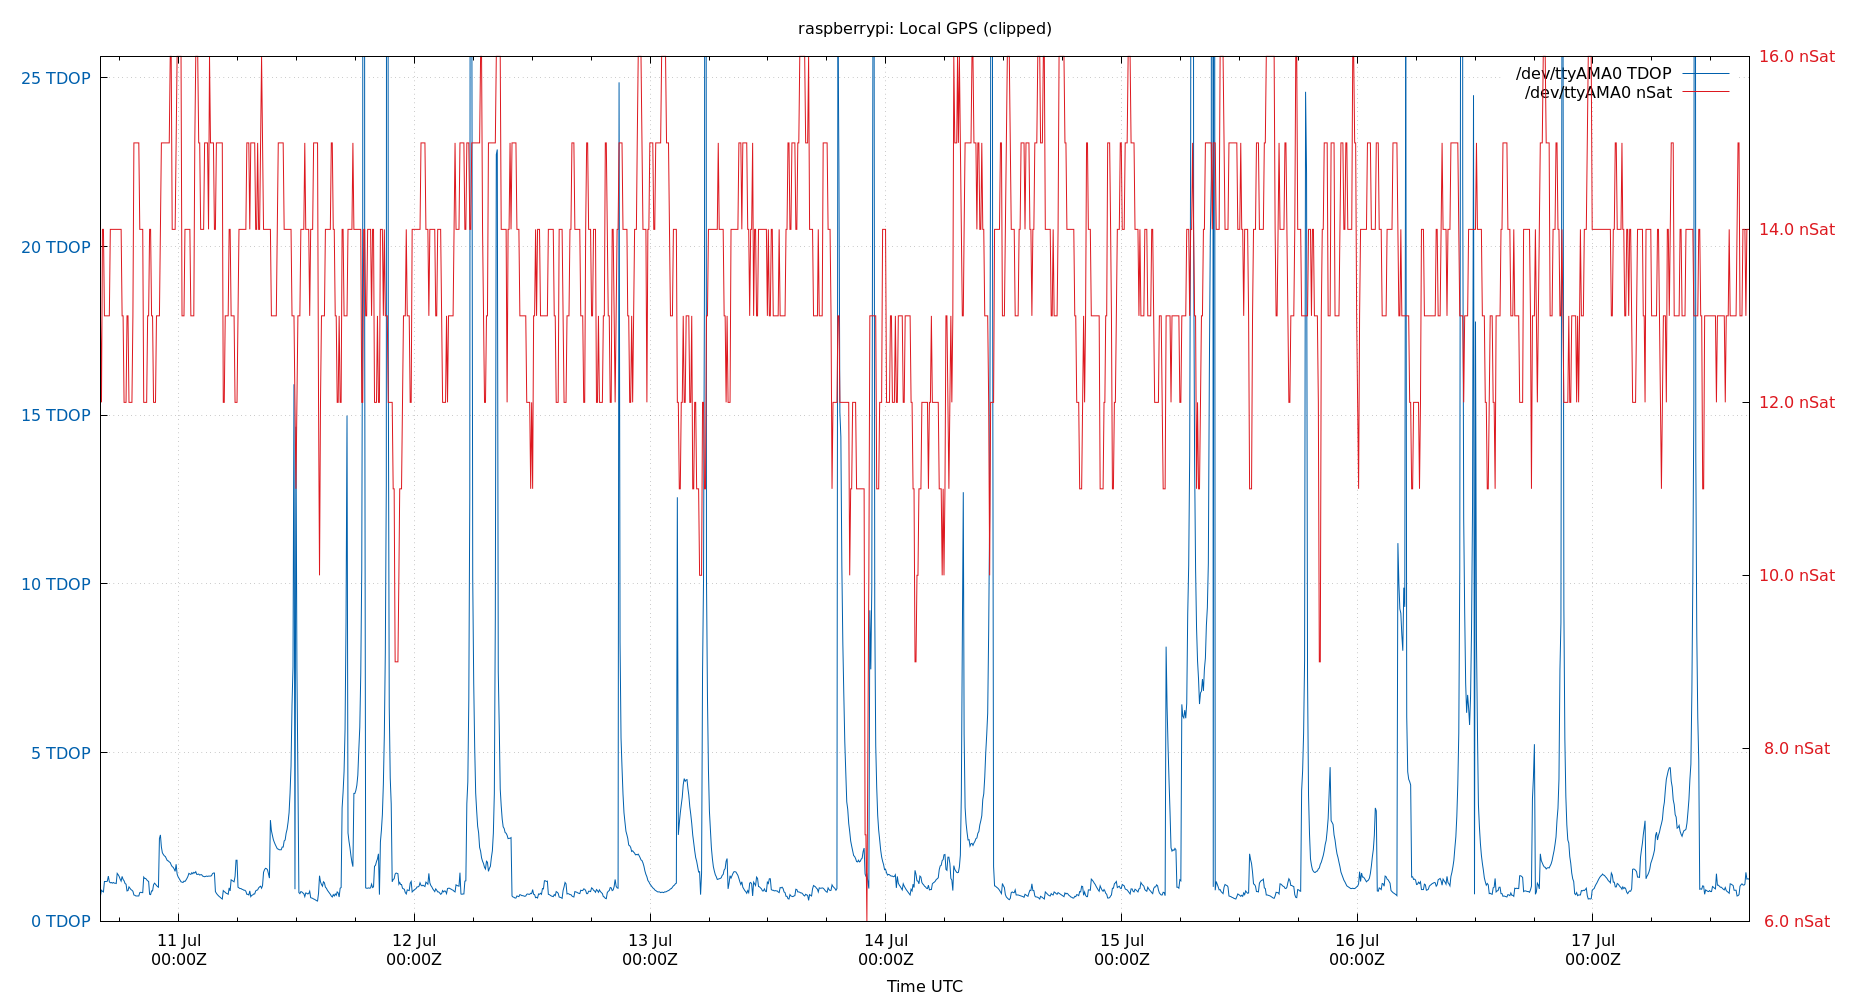 raspberrypi: Local GPS (clipped)
25 TDOP
20 TDOP
15 TDOP
10 TDOP
5 TDOP
0 TDOP
16.0 nSat
14.0 nSat
12.0 nSat
10.0 nSat
8.0 nSat
6.0 nSat
/dev/ttyAMA0 TDOP
/dev/ttyAMA0 nSat
11 Jul
00:00Z
12 Jul
00:00Z
13 Jul
00:00Z
14 Jul
00:00Z
15 Jul
00:00Z
16 Jul
00:00Z
17 Jul
00:00Z
Time UTC